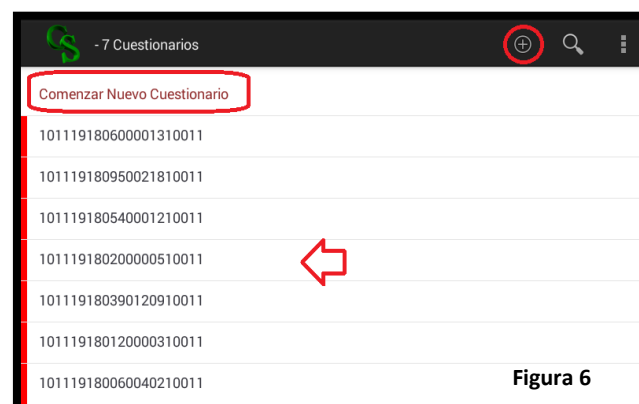 CS - 7 Cuestionarios
Comenzar Nuevo Cuestionario
101119180600001310011
101119180950021810011
101119180540001210011
101119180200000510011
101119180390120910011
101119180120000310011
101119180060040210011
Figura 6